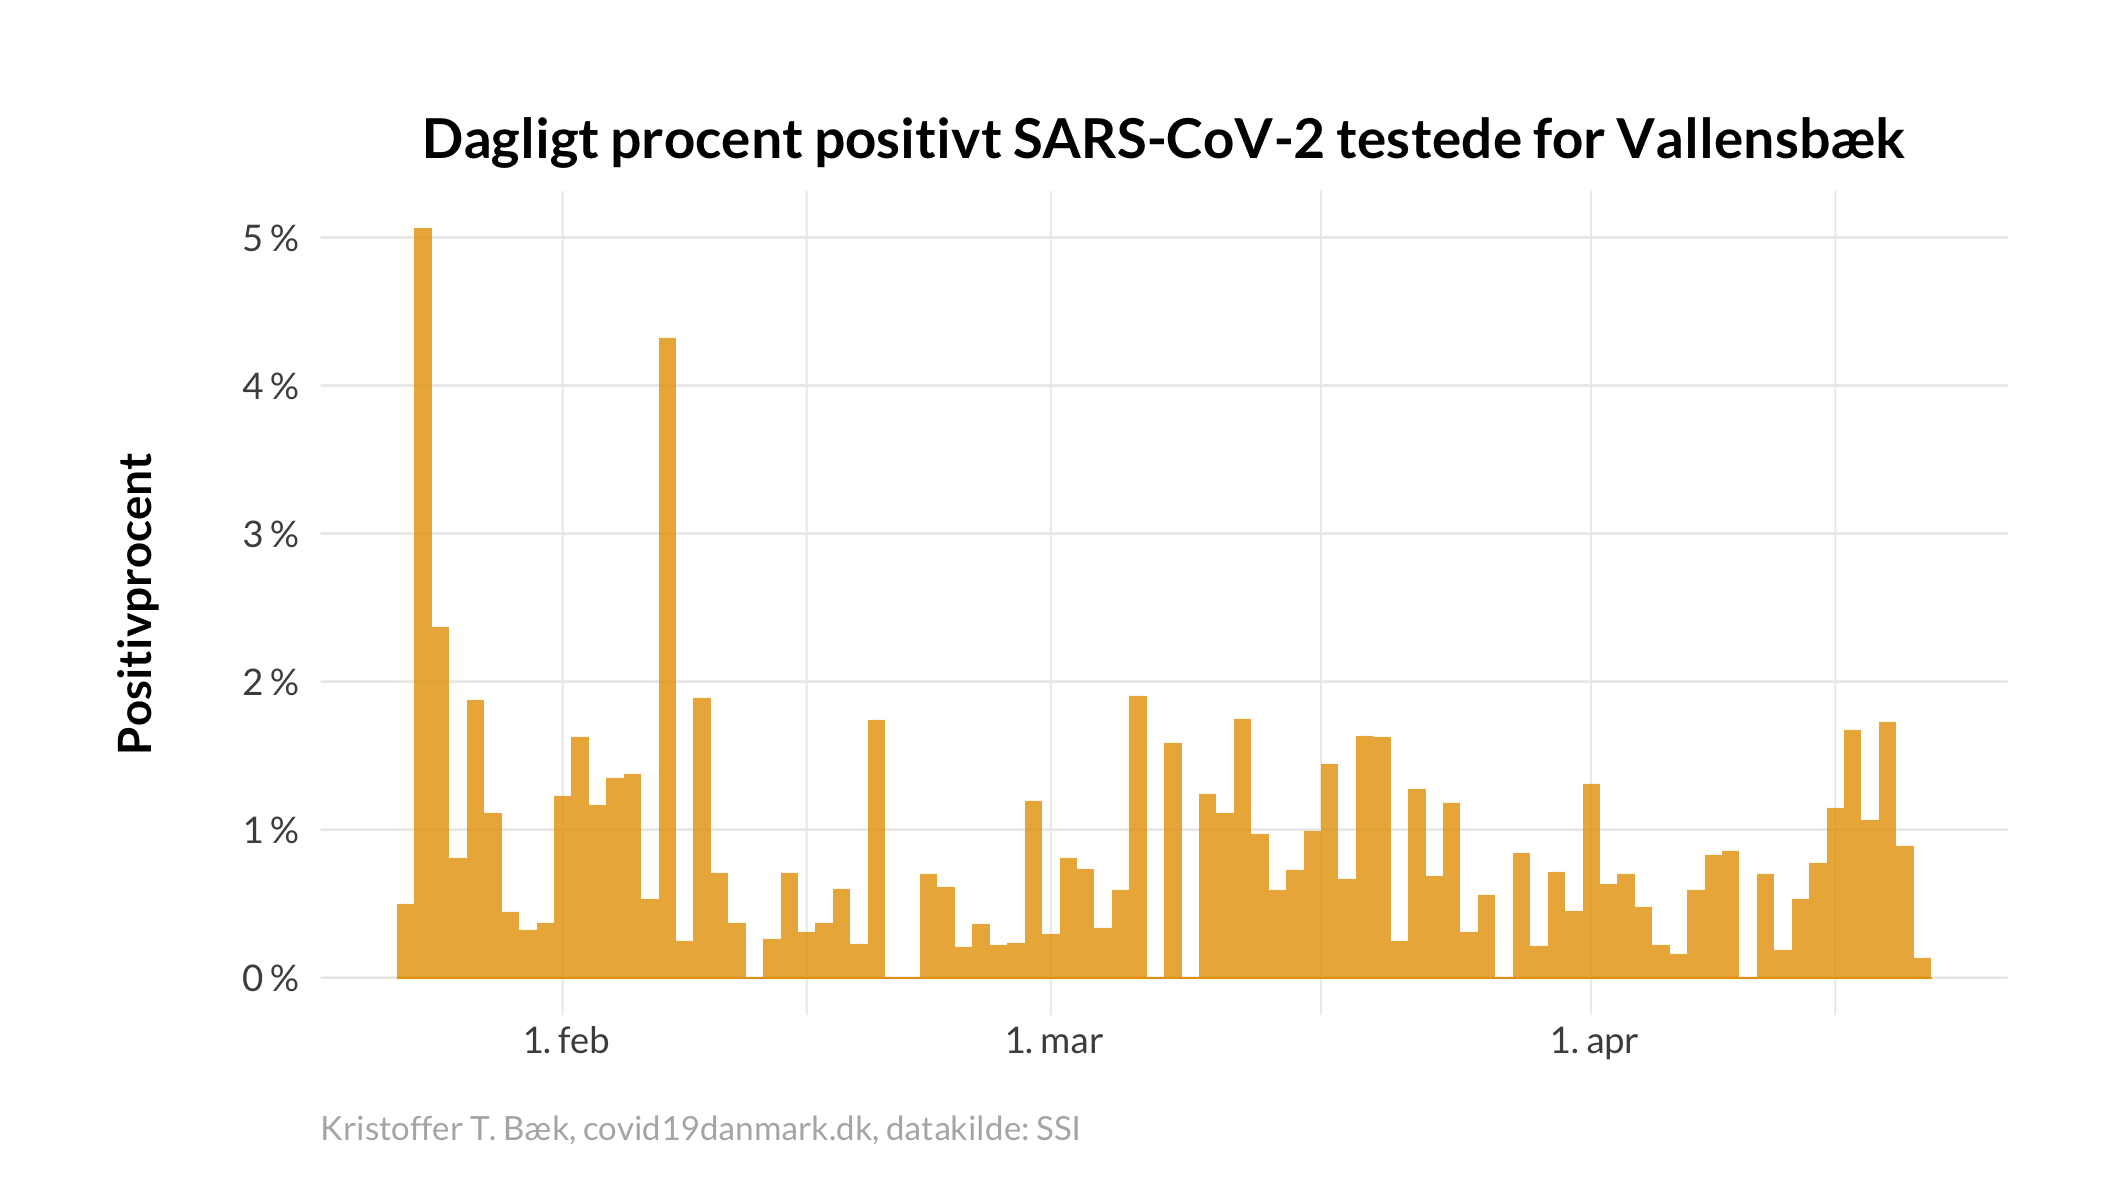 Dagligt procent positivt SARS-CoV-2 testede for Vallensbæk
Positivprocent
5 %
4 %
3 %
2 %
1 %
0 %
1. feb
1. mar
1. apr
Kristoffer T. Bæk, covid19danmark.dk, datakilde: SSI